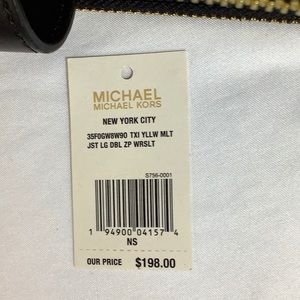 MICHAEL
MICHAEL KORS
NEW YORK CITY
35F0GW8W90 TXI YLLW MLT
JST LG DBL ZP WRSLT
S756-0001
1 94900 04157 4
NS
OUR PRICE $198.00